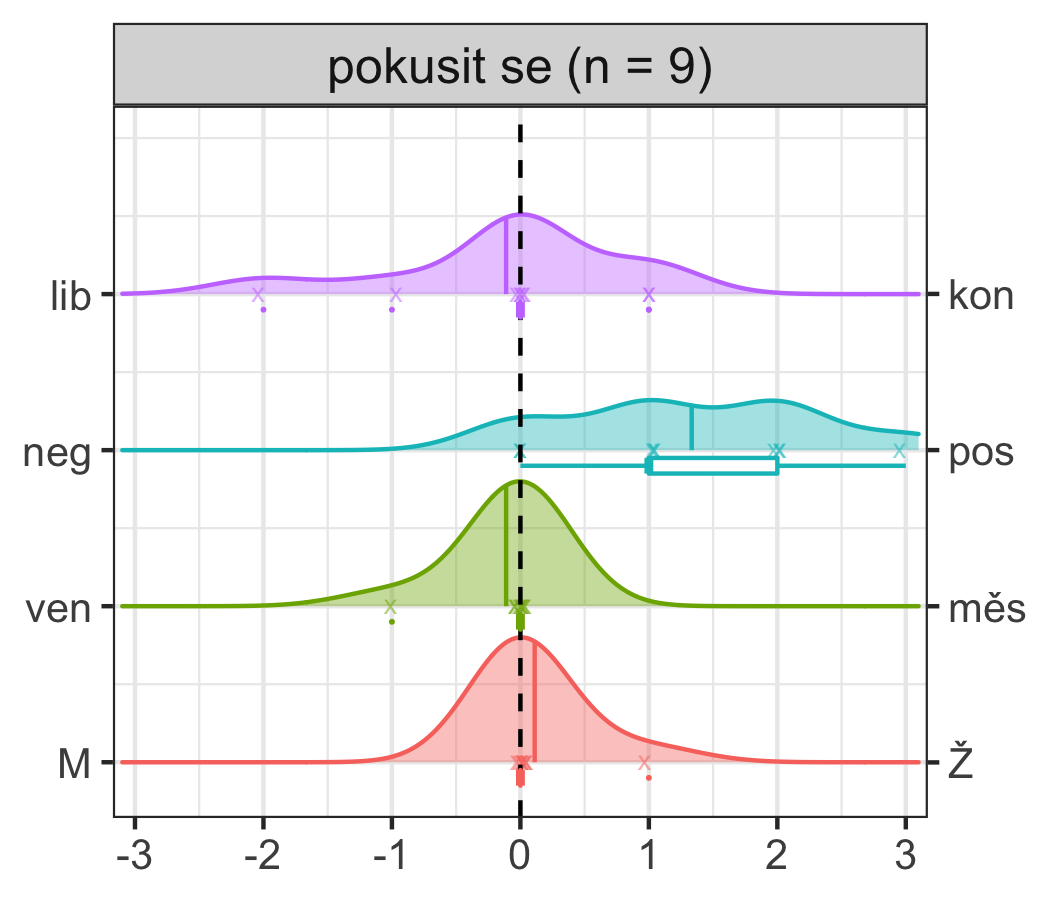 pokusit se (n = 9)
lib kon
neg pos
ven měs
M Ž
-3 -2 -1 0 1 2 3